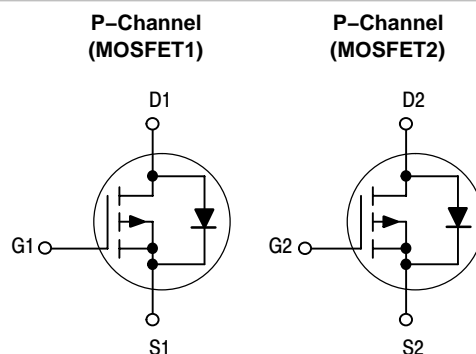 P–Channel
(MOSFET1)
P–Channel
(MOSFET2)
D1
D2
G1
G2
S1
S2